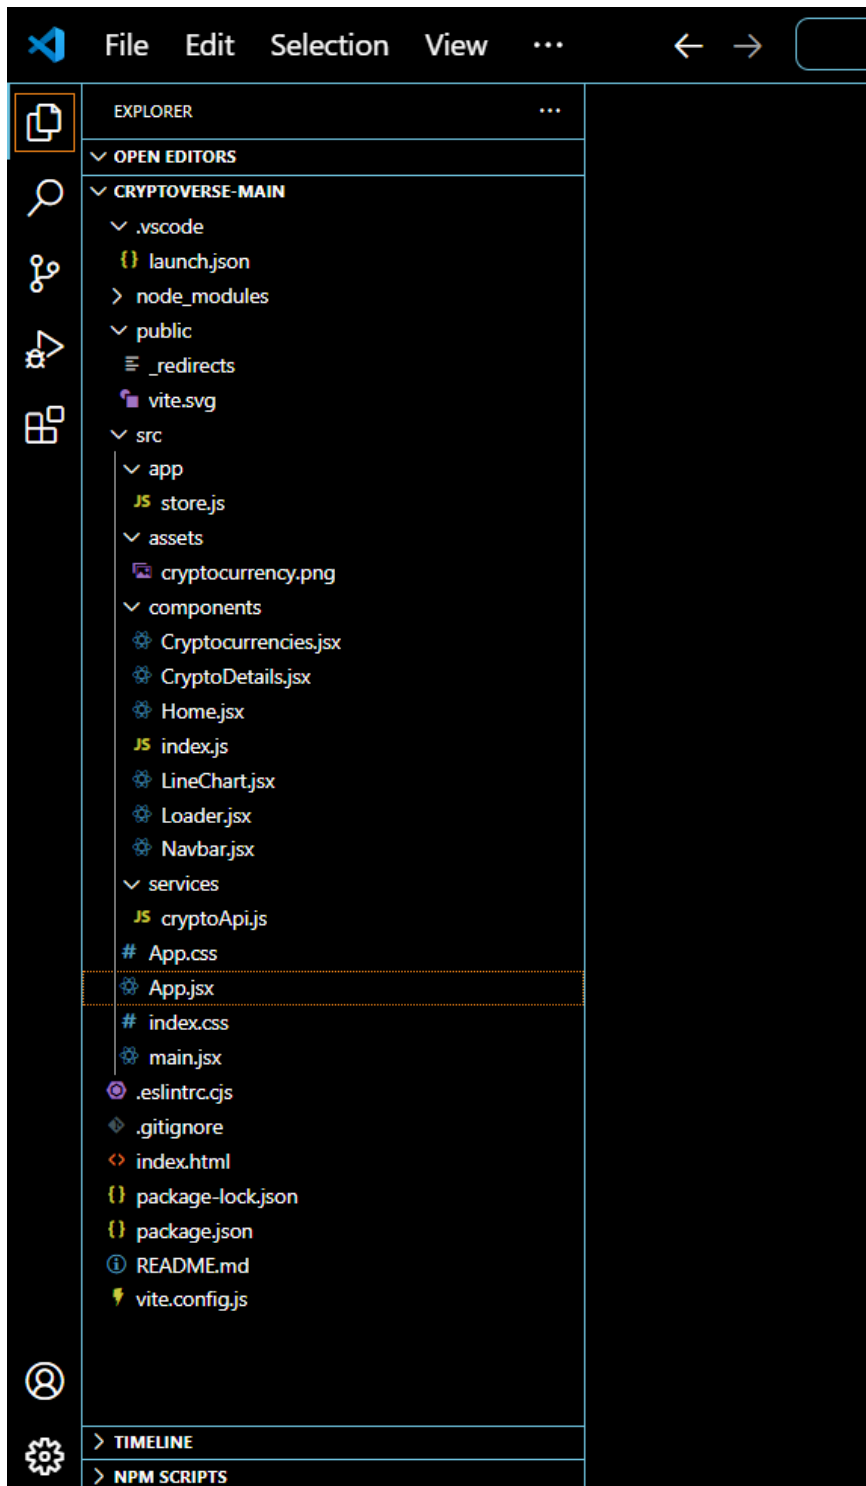 File Edit Selection View ···
EXPLORER ···
OPEN EDITORS
CRYPTOVERSE-MAIN
.vscode
{} launch.json
node_modules
public
_redirects
vite.svg
src
app
JS store.js
assets
cryptocurrency.png
components
Cryptocurrencies.jsx
CryptoDetails.jsx
Home.jsx
JS index.js
LineChart.jsx
Loader.jsx
Navbar.jsx
services
JS cryptoApi.js
# App.css
App.jsx
# index.css
main.jsx
.eslintrc.cjs
.gitignore
<> index.html
{} package-lock.json
{} package.json
README.md
vite.config.js
TIMELINE
NPM SCRIPTS